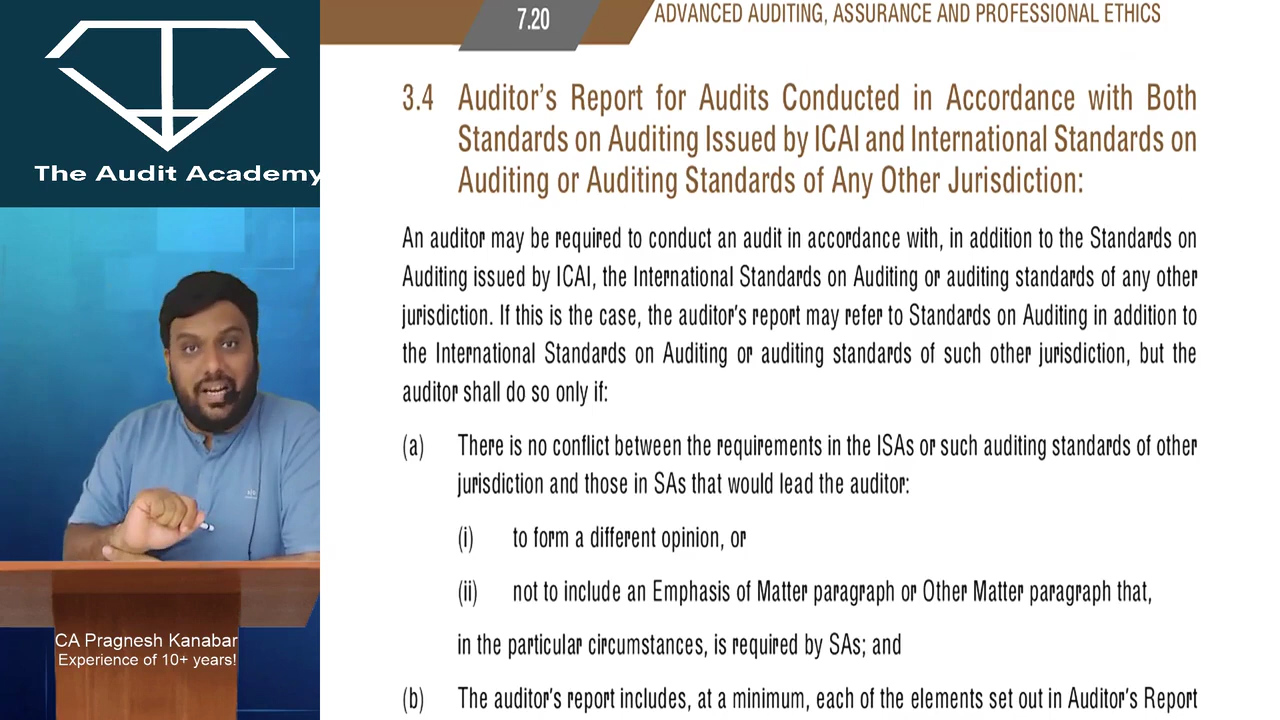 The Audit Academy
CA Pragnesh Kanabar
Experience of 10+ years!
7.20
ADVANCED AUDITING, ASSURANCE AND PROFESSIONAL ETHICS
3.4 Auditor's Report for Audits Conducted in Accordance with Both
Standards on Auditing Issued by ICAI and International Standards on
Auditing or Auditing Standards of Any Other Jurisdiction:
An auditor may be required to conduct an audit in accordance with, in addition to the Standards on
Auditing issued by ICAI, the International Standards on Auditing or auditing standards of any other
jurisdiction. If this is the case, the auditor's report may refer to Standards on Auditing in addition to
the International Standards on Auditing or auditing standards of such other jurisdiction, but the
auditor shall do so only if:
(a) There is no conflict between the requirements in the ISAs or such auditing standards of other
jurisdiction and those in SAs that would lead the auditor:
(i) to form a different opinion, or
(ii) not to include an Emphasis of Matter paragraph or Other Matter paragraph that,
in the particular circumstances, is required by SAs; and
(b) The auditor's report includes, at a minimum, each of the elements set out in Auditor's Report